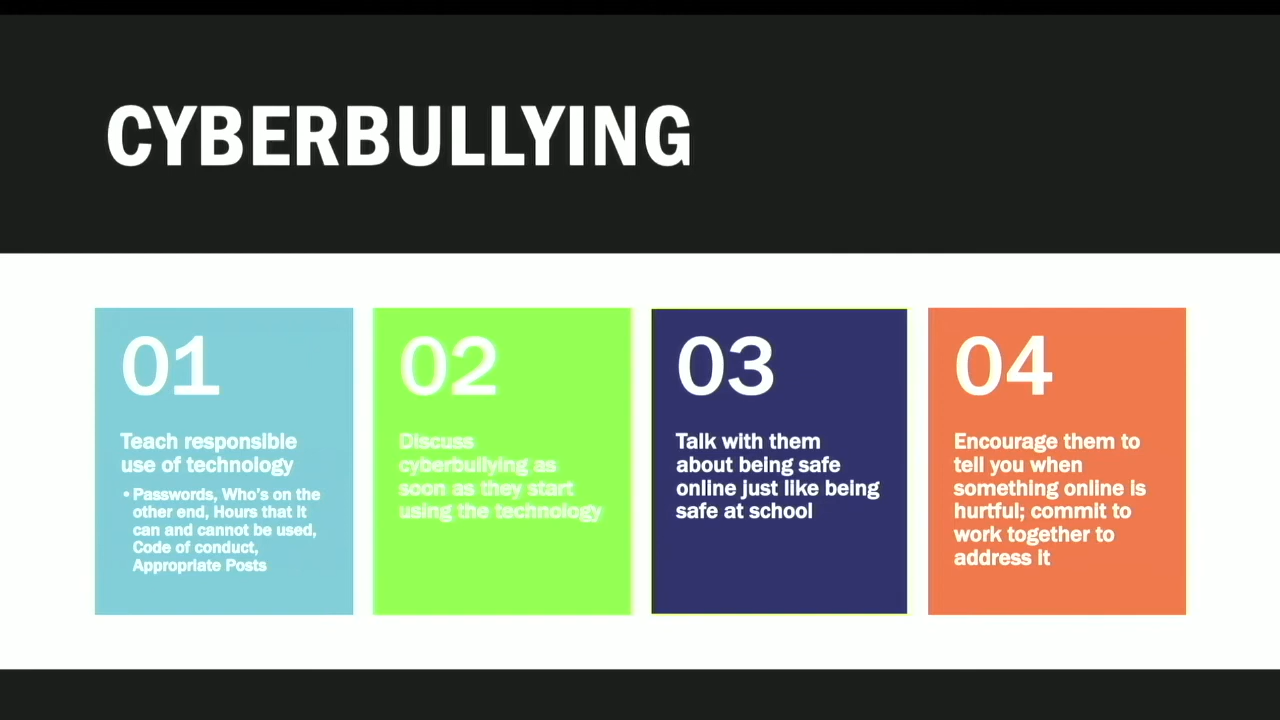 CYBERBULLYING
01
Teach responsible
use of technology
• Passwords, Who's on the
other end, Hours that it
can and cannot be used,
Code of conduct,
Appropriate Posts
02
Discuss
cyberbullying as
soon as they start
using the technology
03
Talk with them
about being safe
online just like being
safe at school
04
Encourage them to
tell you when
something online is
hurtful; commit to
work together to
address it